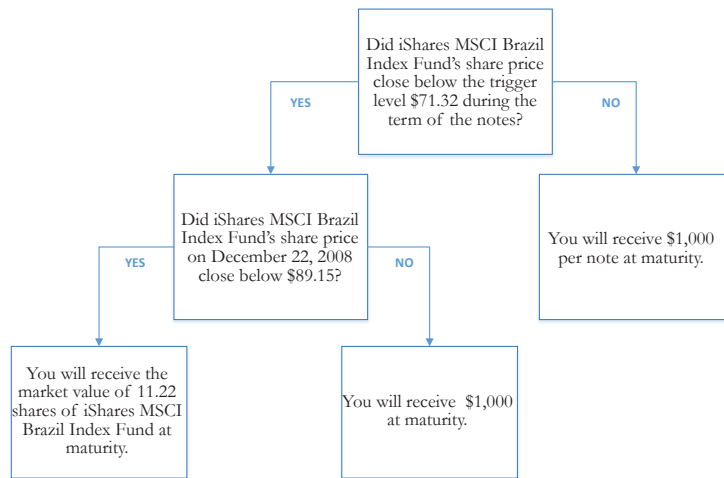 Did iShares MSCI Brazil
Index Fund's share price
close below the trigger
level $71.32 during the
term of the notes?
YES
NO
Did iShares MSCI Brazil
Index Fund's share price
on December 22, 2008
close below $89.15?
You will receive $1,000
per note at maturity.
YES
NO
You will receive the
market value of 11.22
shares of iShares MSCI
Brazil Index Fund at
maturity.
You will receive $1,000
at maturity.